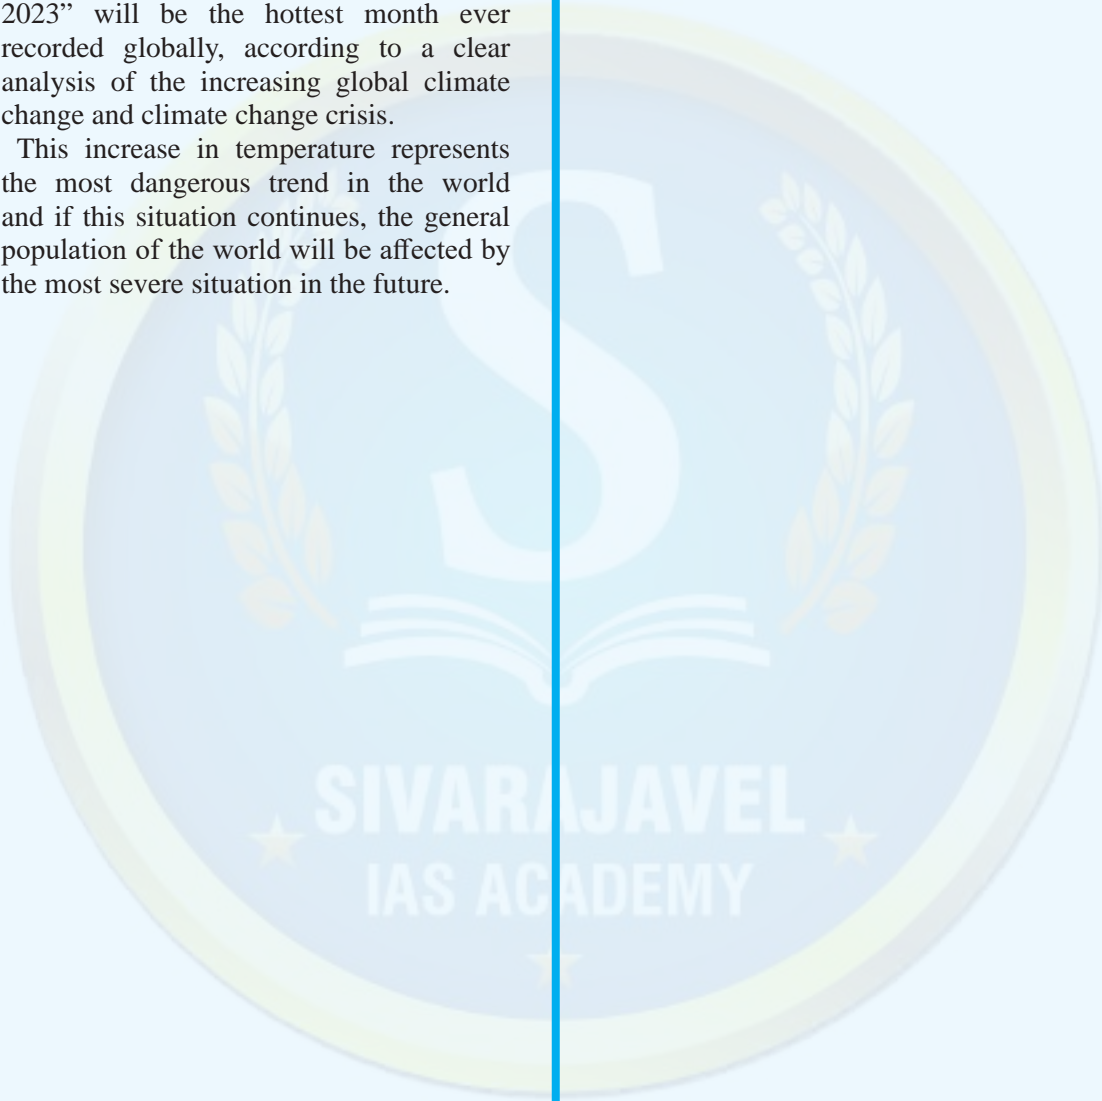 2023” will be the hottest month ever
recorded globally, according to a clear
analysis of the increasing global climate
change and climate change crisis.
This increase in temperature represents
the most dangerous trend in the world
and if this situation continues, the general
population of the world will be affected by
the most severe situation in the future.
S
SIVARAJAVEL
IAS ACADEMY